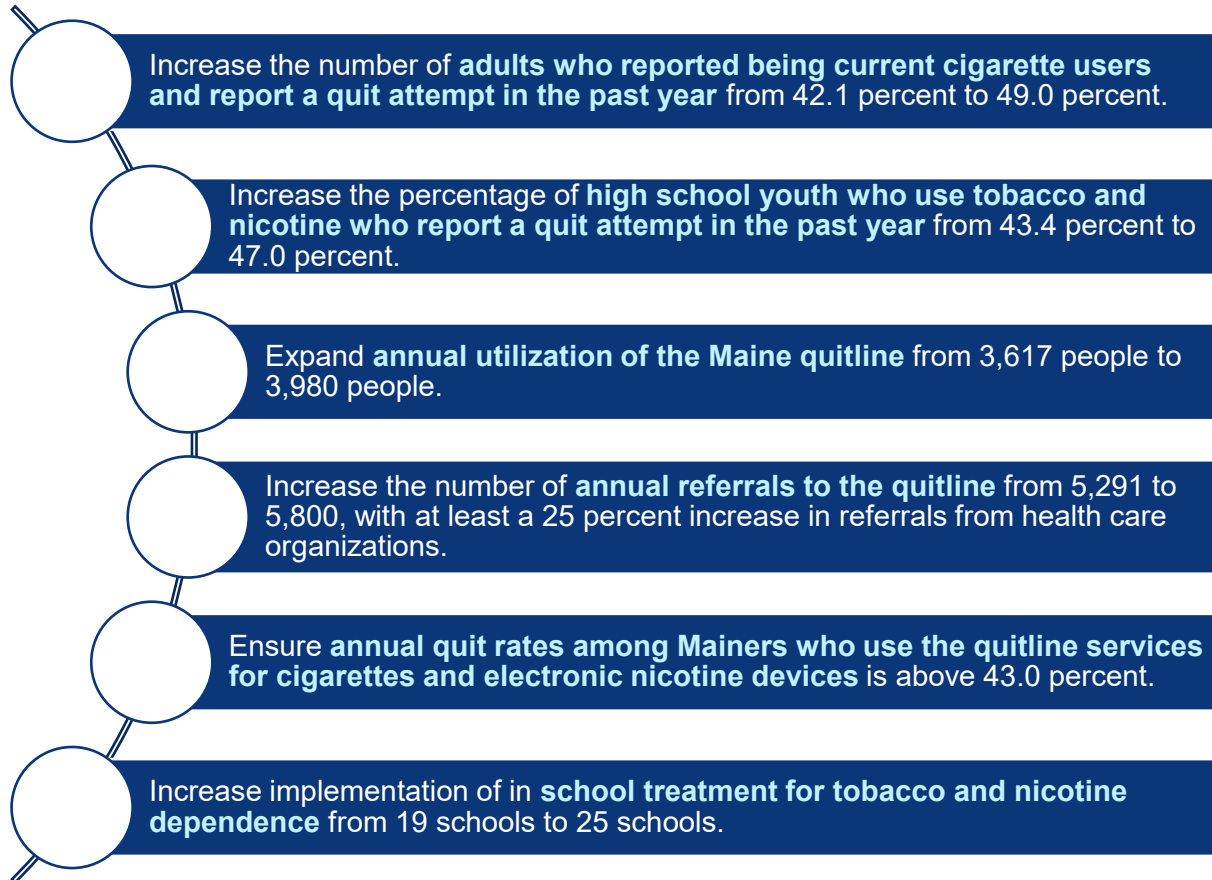 Increase the number of adults who reported being current cigarette users
and report a quit attempt in the past year from 42.1 percent to 49.0 percent.
Increase the percentage of high school youth who use tobacco and
nicotine who report a quit attempt in the past year from 43.4 percent to
47.0 percent.
Expand annual utilization of the Maine quitline from 3,617 people to
3,980 people.
Increase the number of annual referrals to the quitline from 5,291 to
5,800, with at least a 25 percent increase in referrals from health care
organizations.
Ensure annual quit rates among Mainers who use the quitline services
for cigarettes and electronic nicotine devices is above 43.0 percent.
Increase implementation of in school treatment for tobacco and nicotine
dependence from 19 schools to 25 schools.